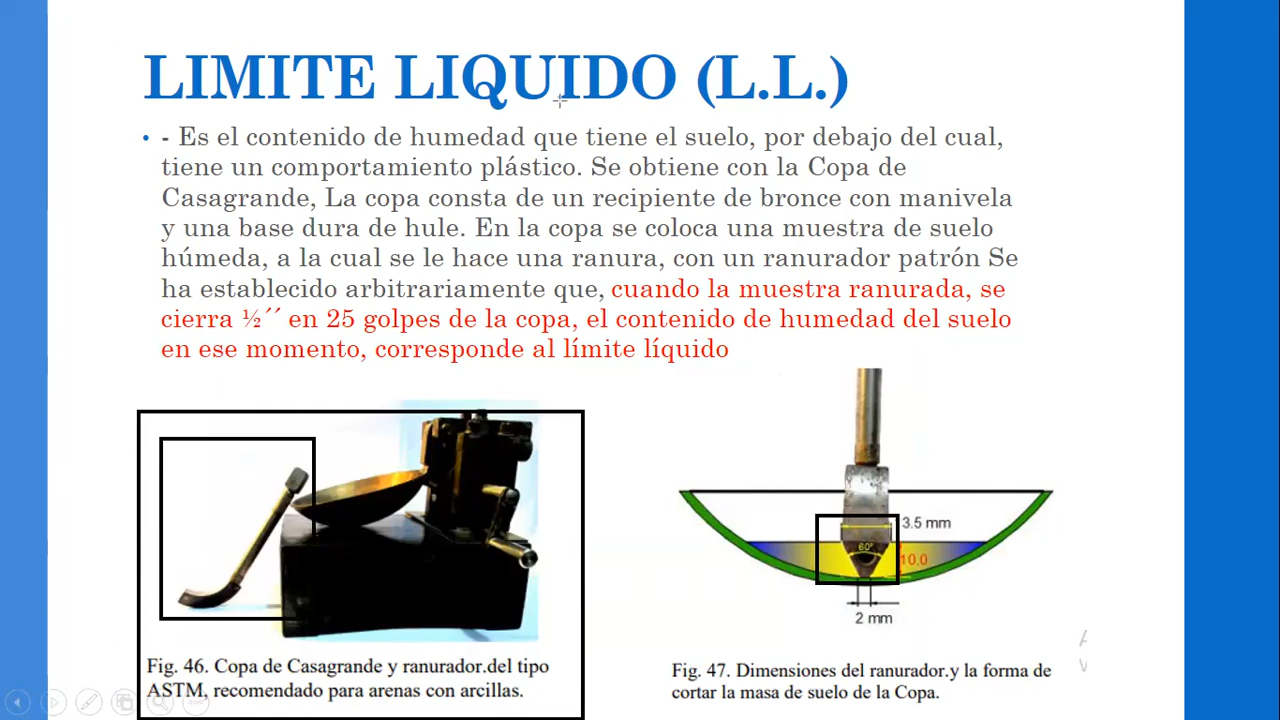 LIMITE LIQUIDO (L.L.)
• - Es el contenido de humedad que tiene el suelo, por debajo del cual,
tiene un comportamiento plástico. Se obtiene con la Copa de
Casagrande, La copa consta de un recipiente de bronce con manivela
y una base dura de hule. En la copa se coloca una muestra de suelo
húmeda, a la cual se le hace una ranura, con un ranurador patrón Se
ha establecido arbitrariamente que, cuando la muestra ranurada, se
cierra ½´´ en 25 golpes de la copa, el contenido de humedad del suelo
en ese momento, corresponde al límite líquido
3.5 mm
60°
10.0
2 mm
Fig. 46. Copa de Casagrande y ranurador.del tipo
ASTM, recomendado para arenas con arcillas.
Fig. 47. Dimensiones del ranurador.y la forma de
cortar la masa de suelo de la Copa.